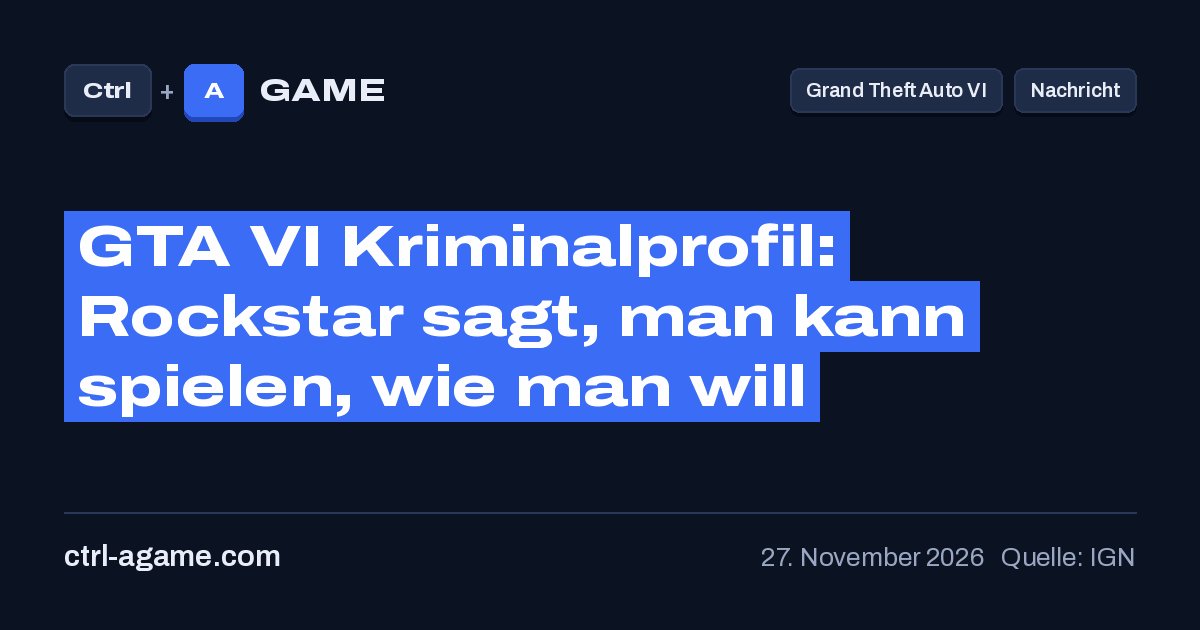 Ctrl + A GAME
Grand Theft Auto VI
Nachricht
GTA VI Kriminalprofil:
Rockstar sagt, man kann
spielen, wie man will
ctrl-agame.com
27. November 2026 Quelle: IGN